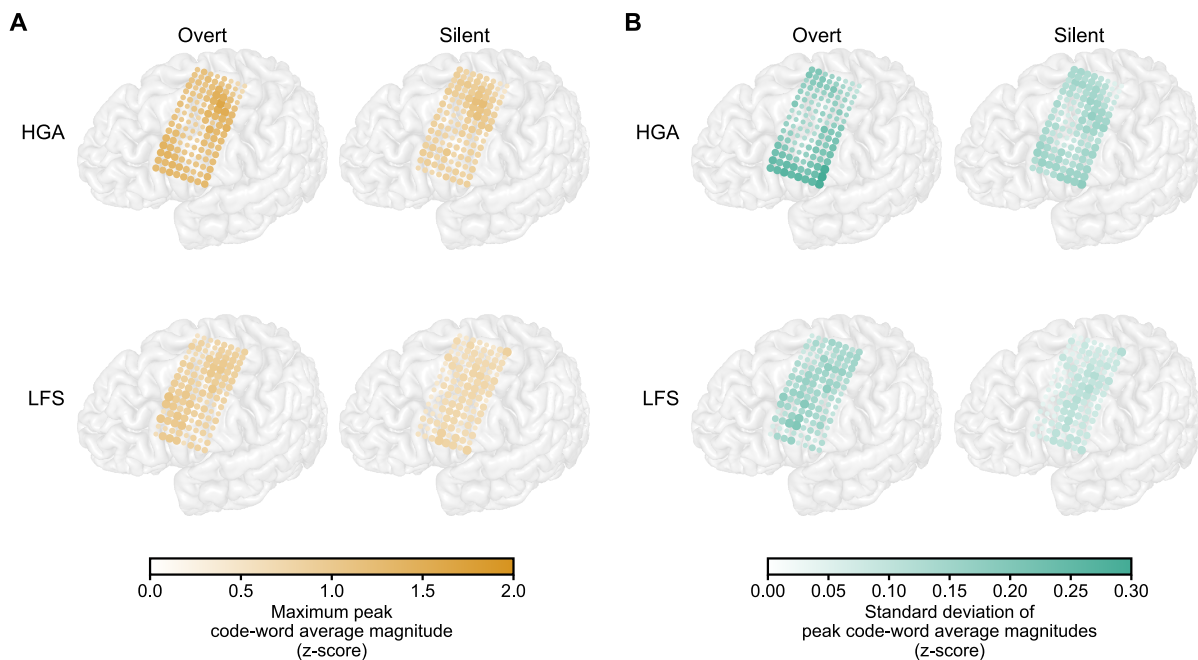 A
Overt
Silent
HGA
LFS
0.0 0.5 1.0 1.5 2.0
Maximum peak
code-word average magnitude
(z-score)
B
Overt
Silent
HGA
LFS
0.00 0.05 0.10 0.15 0.20 0.25 0.30
Standard deviation of
peak code-word average magnitudes
(z-score)